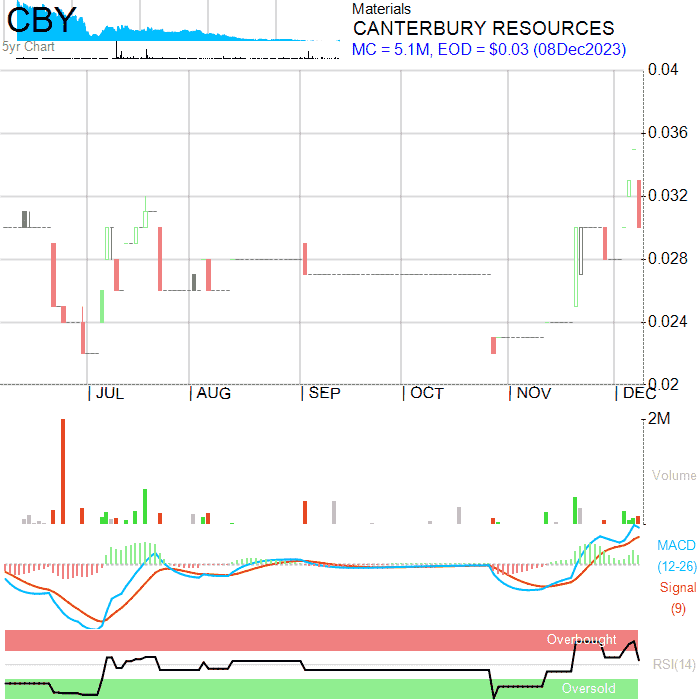 CBY
5yr Chart
Materials
CANTERBURY RESOURCES
MC = 5.1M, EOD = $0.03 (08Dec2023)
0.04
0.036
0.032
0.028
0.024
0.02
JUL AUG SEP OCT NOV DEC
2M
Volume
MACD
(12-26)
Signal
(9)
Overbought
RSI(14)
Oversold